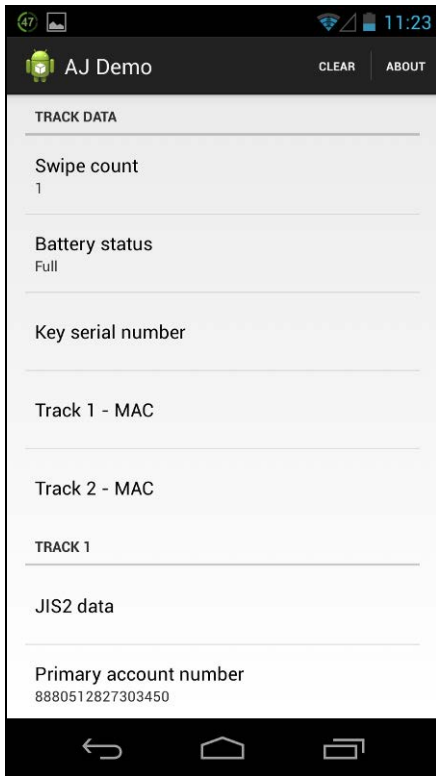 47
11:23
AJ Demo
CLEAR
ABOUT
TRACK DATA
Swipe count
1
Battery status
Full
Key serial number
Track 1 - MAC
Track 2 - MAC
TRACK 1
JIS2 data
Primary account number
8880512827303450